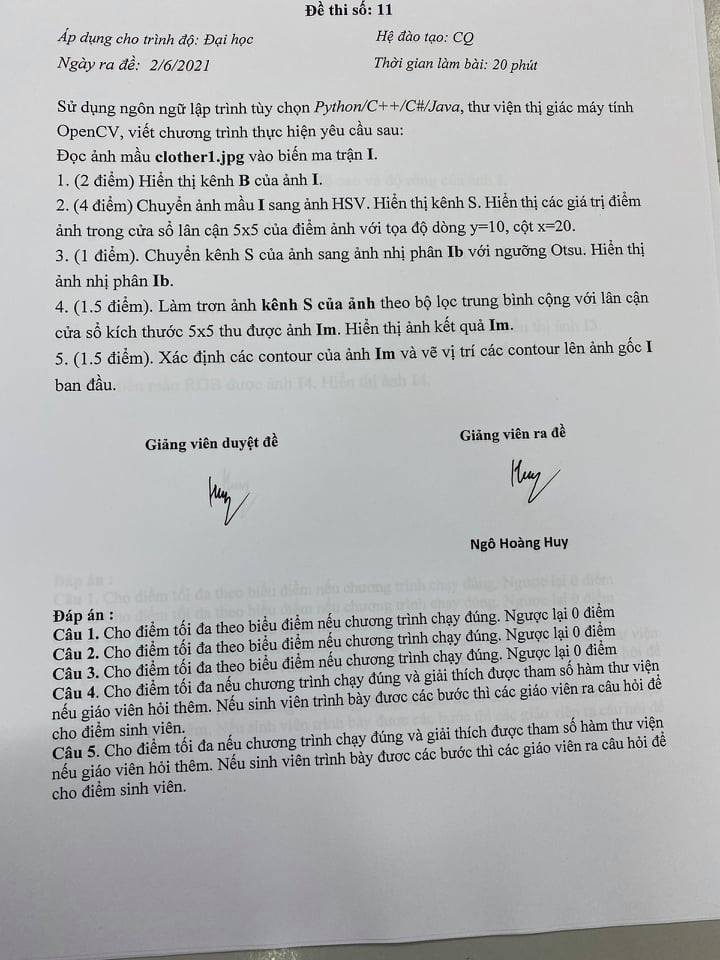 Đề thi số: 11
Áp dụng cho trình độ: Đại học Hệ đào tạo: CQ
Ngày ra đề: 2/6/2021 Thời gian làm bài: 20 phút
Sử dụng ngôn ngữ lập trình tùy chọn Python/C++/C#/Java, thư viện thị giác máy tính
OpenCV, viết chương trình thực hiện yêu cầu sau:
Đọc ảnh mầu clother1.jpg vào biến ma trận I.
1. (2 điểm) Hiển thị kênh B của ảnh I.
2. (4 điểm) Chuyển ảnh mầu I sang ảnh HSV. Hiển thị kênh S. Hiển thị các giá trị điểm
ảnh trong cửa sổ lân cận 5x5 của điểm ảnh với tọa độ dòng y=10, cột x=20.
3. (1 điểm). Chuyển kênh S của ảnh sang ảnh nhị phân Ib với ngưỡng Otsu. Hiển thị
ảnh nhị phân Ib.
4. (1.5 điểm). Làm trơn ảnh kênh S của ảnh theo bộ lọc trung bình cộng với lân cận
cửa sổ kích thước 5x5 thu được ảnh Im. Hiển thị ảnh kết quả Im.
5. (1.5 điểm). Xác định các contour của ảnh Im và vẽ vị trí các contour lên ảnh gốc I
ban đầu.
Giảng viên duyệt đề Giảng viên ra đề
Huy Huy
Ngô Hoàng Huy
Đáp án :
Câu 1. Cho điểm tối đa theo biểu điểm nếu chương trình chạy đúng. Ngược lại 0 điểm
Câu 2. Cho điểm tối đa theo biểu điểm nếu chương trình chạy đúng. Ngược lại 0 điểm
Câu 3. Cho điểm tối đa theo biểu điểm nếu chương trình chạy đúng. Ngược lại 0 điểm
Câu 4. Cho điểm tối đa nếu chương trình chạy đúng và giải thích được tham số hàm thư viện
nếu giáo viên hỏi thêm. Nếu sinh viên trình bày đươc các bước thì các giáo viên ra câu hỏi để
cho điểm sinh viên.
Câu 5. Cho điểm tối đa nếu chương trình chạy đúng và giải thích được tham số hàm thư viện
nếu giáo viên hỏi thêm. Nếu sinh viên trình bày đươc các bước thì các giáo viên ra câu hỏi để
cho điểm sinh viên.